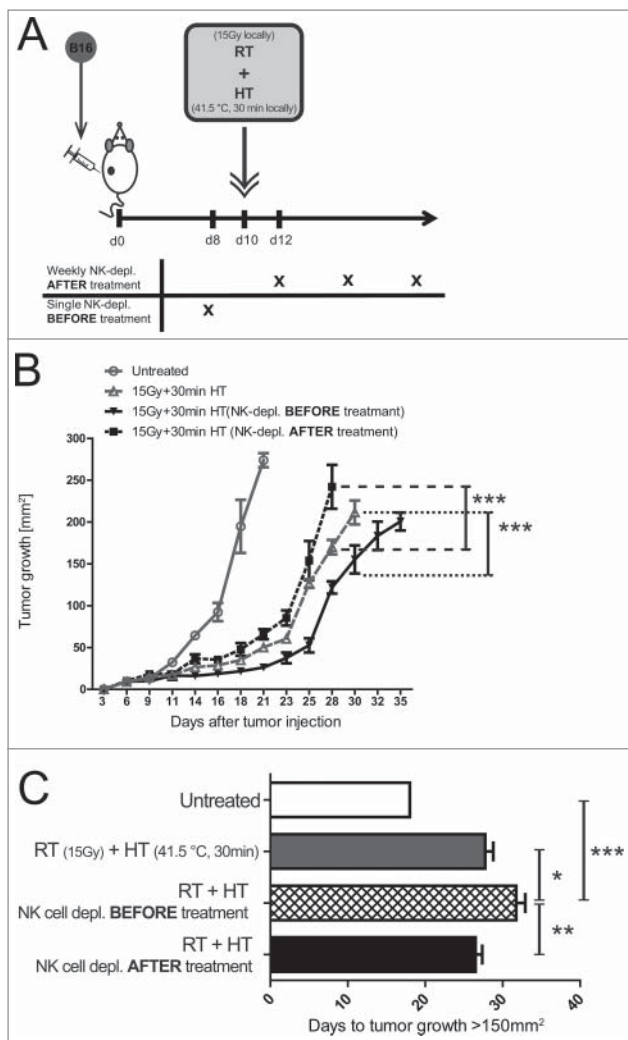 A
B16
(15Gy locally)
RT
+
HT
(41.5 °C, 30 min locally)
d0
d8
d10
d12
Weekly NK-depl.
AFTER treatment
x x x
Single NK-depl.
BEFORE treatment
x
B
Untreated
15Gy+30min HT
15Gy+30min HT(NK-depl. BEFORE treatmant)
15Gy+30min HT (NK-depl. AFTER treatment)
Tumor growth [mm²]
300
250
200
150
100
50
0
3 6 9 11 14 16 18 21 23 25 28 30 32 35
Days after tumor injection
***
***
C
Untreated
RT (15Gy) + HT (41.5 °C, 30min)
RT + HT
NK cell depl. BEFORE treatment
RT + HT
NK cell depl. AFTER treatment
*
**
***
0 10 20 30 40
Days to tumor growth >150mm²